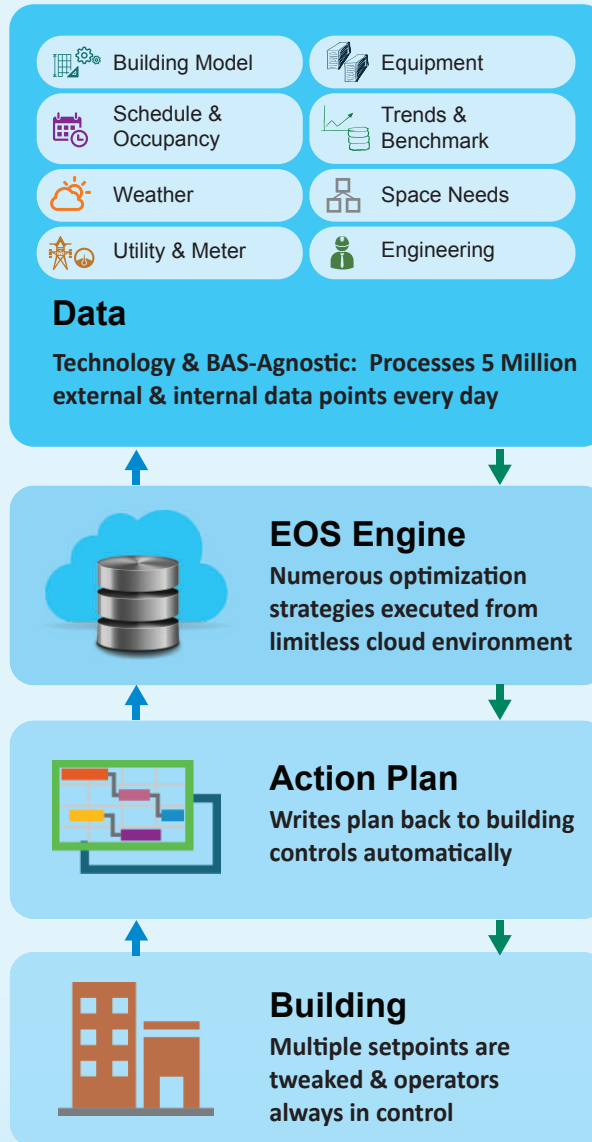 Building Model
Equipment
Schedule &
Occupancy
Trends &
Benchmark
Weather
Space Needs
Utility & Meter
Engineering
Data
Technology & BAS-Agnostic: Processes 5 Million
external & internal data points every day
EOS Engine
Numerous optimization
strategies executed from
limitless cloud environment
Action Plan
Writes plan back to building
controls automatically
Building
Multiple setpoints are
tweaked & operators
always in control